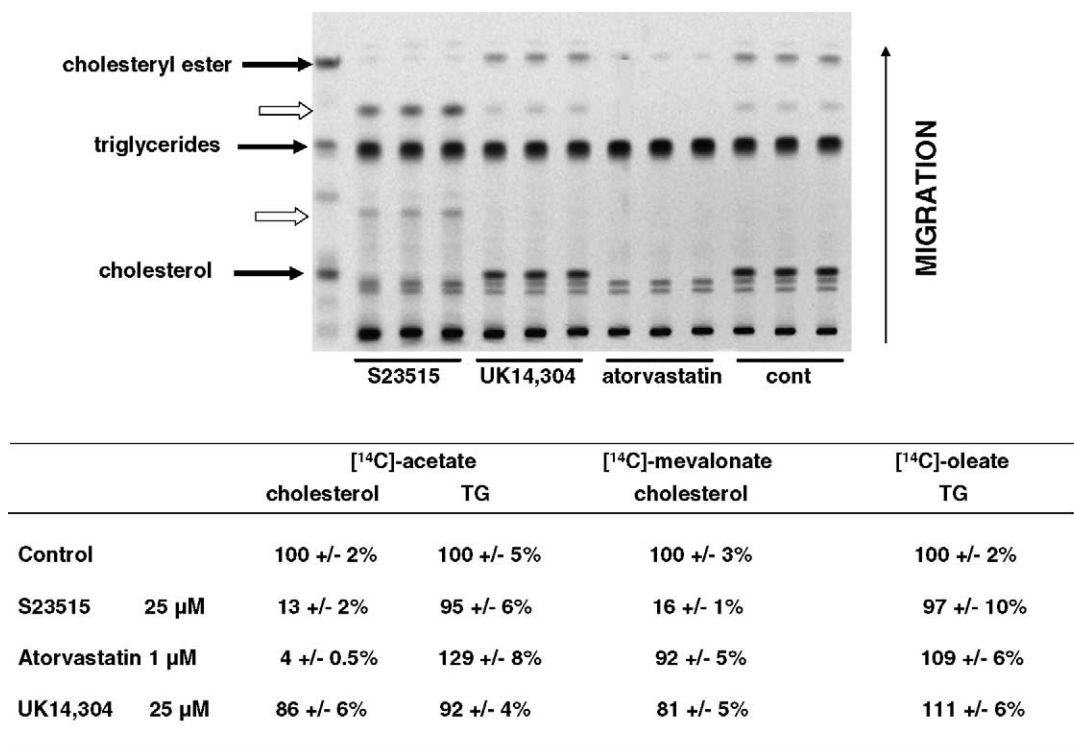 cholesteryl ester
triglycerides
cholesterol
MIGRATION
S23515 UK14,304 atorvastatin cont
[¹⁴C]-acetate [¹⁴C]-mevalonate [¹⁴C]-oleate
cholesterol TG cholesterol TG
Control 100 +/- 2% 100 +/- 5% 100 +/- 3% 100 +/- 2%
S23515 25 µM 13 +/- 2% 95 +/- 6% 16 +/- 1% 97 +/- 10%
Atorvastatin 1 µM 4 +/- 0.5% 129 +/- 8% 92 +/- 5% 109 +/- 6%
UK14,304 25 µM 86 +/- 6% 92 +/- 4% 81 +/- 5% 111 +/- 6%